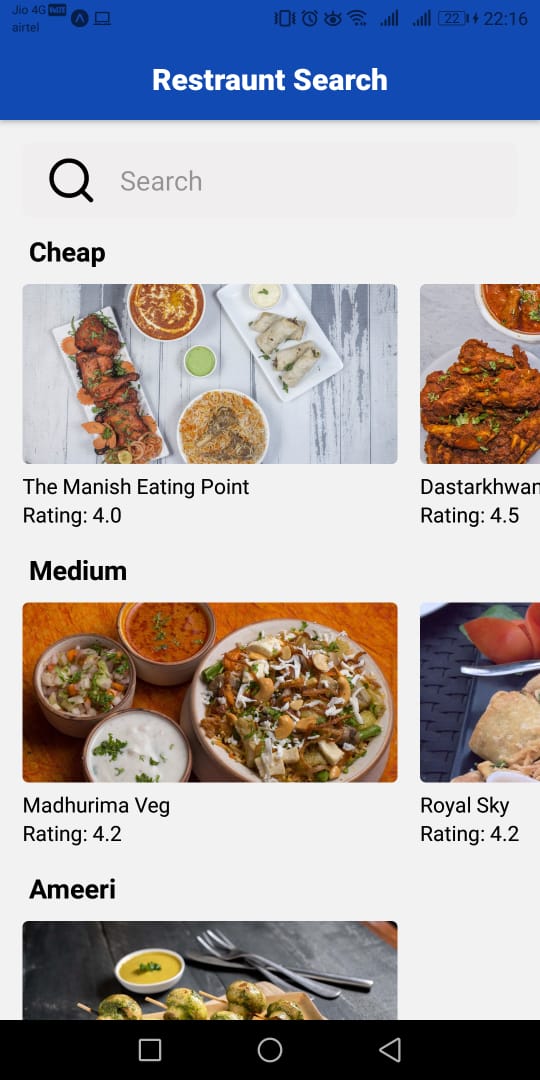 Jio 4G VoLTE
airtel
22
22:16
Restraunt Search
Search
Cheap
The Manish Eating Point
Rating: 4.0
Dastarkhwan
Rating: 4.5
Medium
Madhurima Veg
Rating: 4.2
Royal Sky
Rating: 4.2
Ameeri